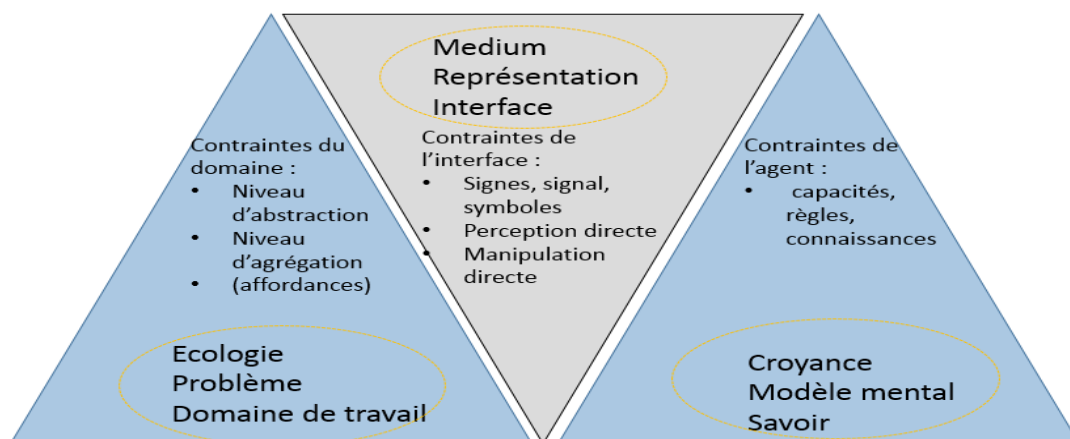 Medium
Représentation
Interface
Contraintes du
domaine :
• Niveau
d’abstraction
• Niveau
d’agrégation
• (affordances)
Ecologie
Problème
Domaine de travail
Contraintes de
l’interface :
• Signes, signal,
symboles
• Perception directe
• Manipulation
directe
Contraintes de
l’agent :
• capacités,
règles,
connaissances
Croyance
Modèle mental
Savoir